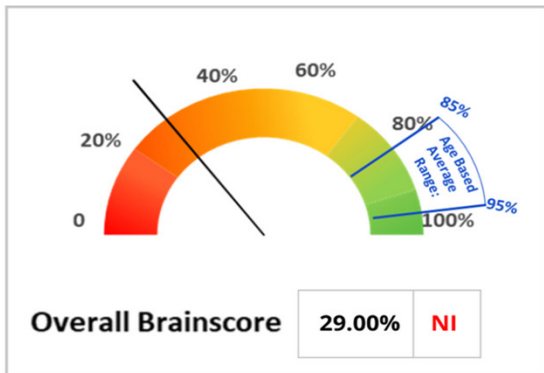 40%
60%
20%
80%
85%
Age Based
Average
Range:
0
100%
95%
Overall Brainscore
29.00%
NI